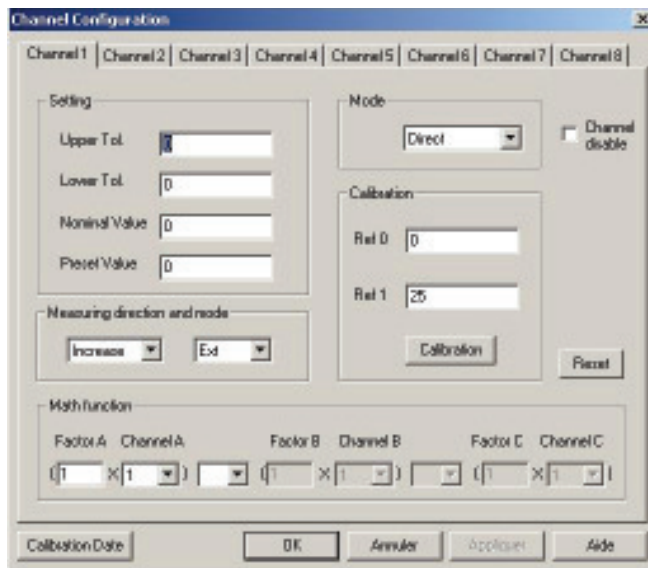 Channel Configuration
Channel 1 Channel 2 Channel 3 Channel 4 Channel 5 Channel 6 Channel 7 Channel 8
Setting
Upper Tol. 0
Lower Tol. 0
Nominal Value 0
Preset Value 0
Mode
Direct
Channel disable
Calibration
Ref 0 0
Ref 1 25
Calibration
Measuring direction and mode
Increase Ext
Reset
Math function
Factor A Channel A Factor B Channel B Factor C Channel C
(1 X 1 ) (1 X 1 ) (1 X 1 (
Calibration Date OK Annuler Appliquer Aide